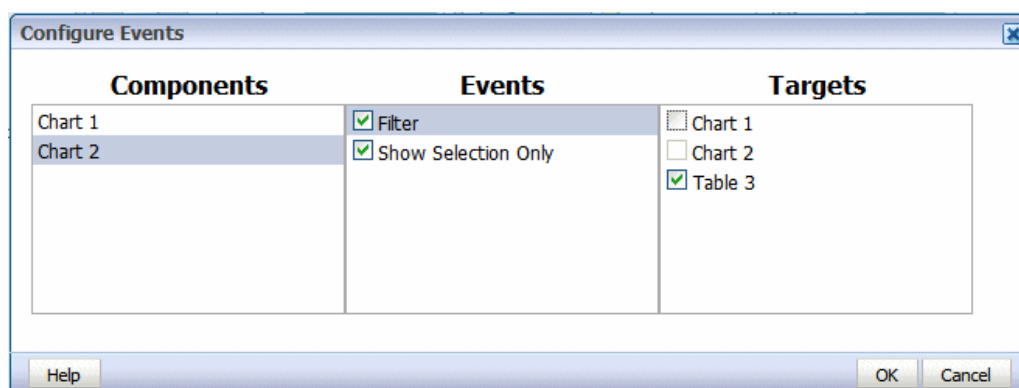 Configure Events
Components Events Targets
Chart 1
Chart 2
Filter
Show Selection Only
Chart 1
Chart 2
Table 3
Help OK Cancel